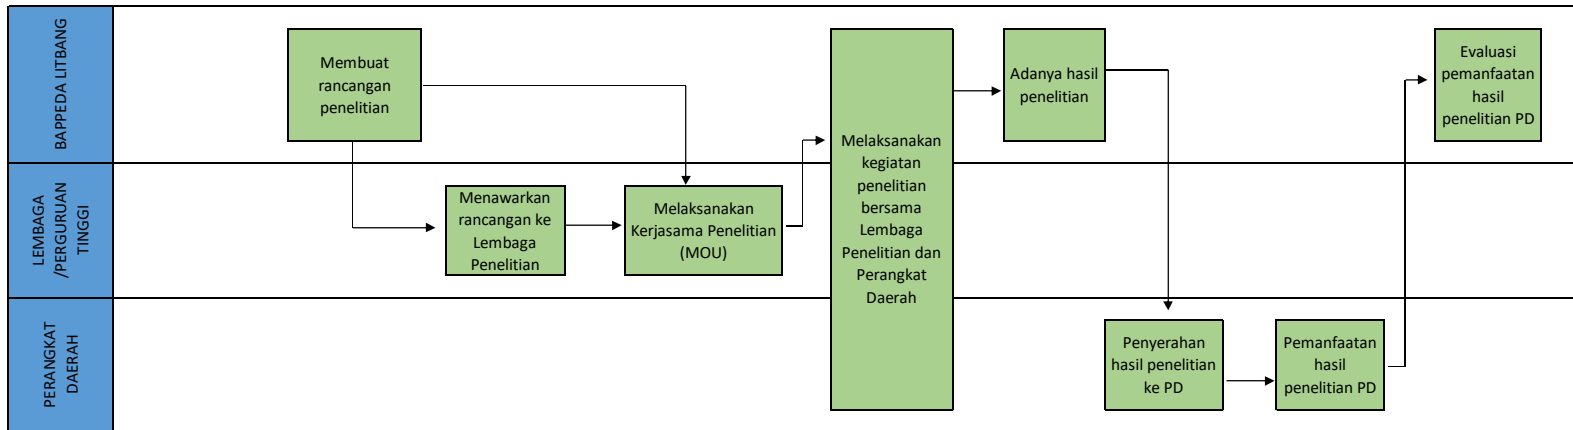 BAPPEDA LITBANG
Membuat
rancangan
penelitian
Adanya hasil
penelitian
Evaluasi
pemanfaatan
hasil
penelitian PD
Melaksanakan
kegiatan
penelitian
bersama
Lembaga
Penelitian dan
Perangkat
Daerah
LEMBAGA
/PERGURUAN
TINGGI
Menawarkan
rancangan ke
Lembaga
Penelitian
Melaksanakan
Kerjasama Penelitian
(MOU)
PERANGKAT
DAERAH
Penyerahan
hasil penelitian
ke PD
Pemanfaatan
hasil
penelitian PD